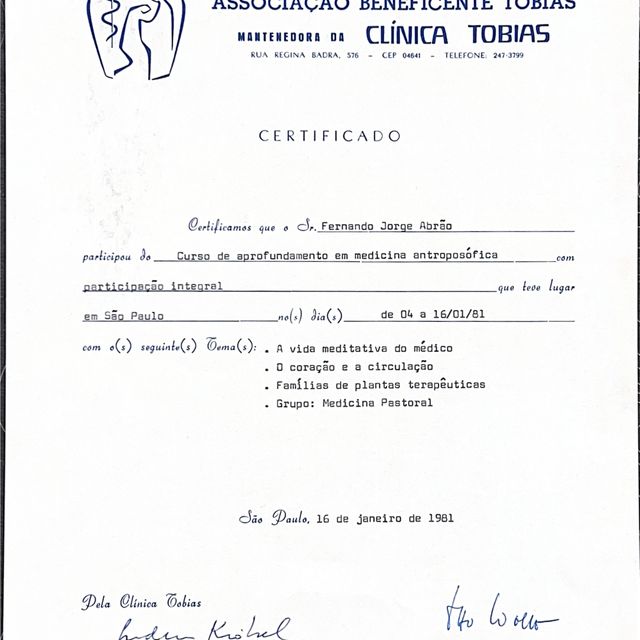 ASSOCIAÇÃO BENEFICENTE TOBIAS
MANTENEDORA DA CLÍNICA TOBIAS
RUA REGINA BADRA, 576 – CEP 04641 – TELEFONE: 247-3799
CERTIFICADO
Certificamos que o Sr. Fernando Jorge Abrão
participou do Curso de aprofundamento em medicina antroposófica com
participação integral que teve lugar
em São Paulo no(s) dia(s) de 04 a 16/01/81
com o(s) seguinte(s) Tema(s): . A vida meditativa do médico
. O coração e a circulação
. Famílias de plantas terapêuticas
. Grupo: Medicina Pastoral
São Paulo, 16 de janeiro de 1981
Pela Clínica Tobias